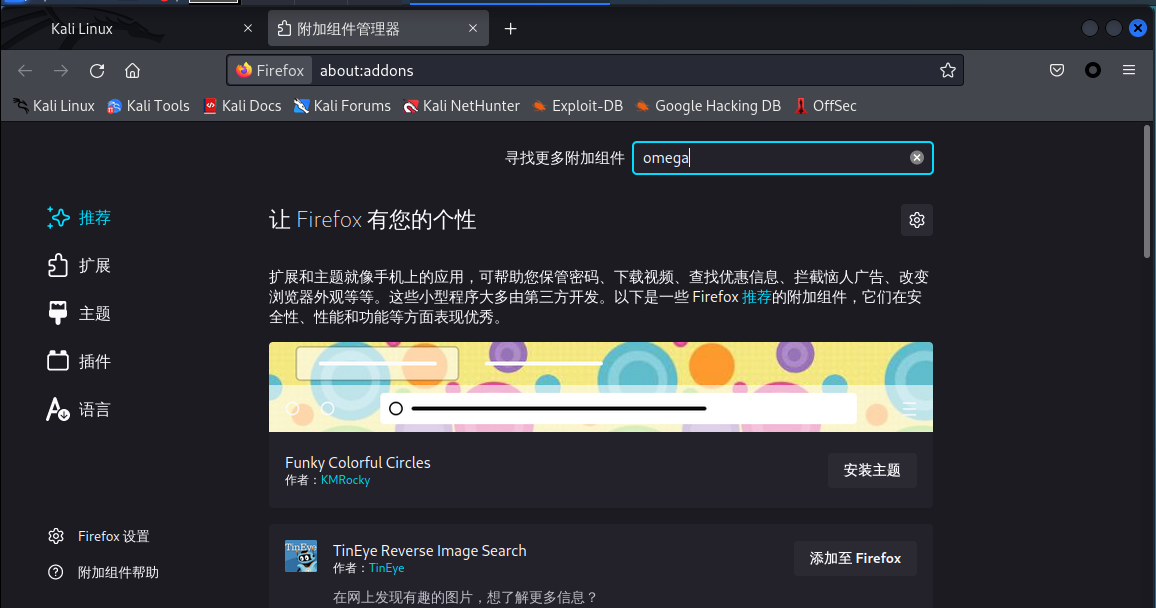 Kali Linux
附加组件管理器
Firefox
about:addons
Kali Linux
Kali Tools
Kali Docs
Kali Forums
Kali NetHunter
Exploit-DB
Google Hacking DB
OffSec
寻找更多附加组件
omega
推荐
扩展
主题
插件
语言
Firefox 设置
附加组件帮助
让 Firefox 有您的个性
扩展和主题就像手机上的应用，可帮助您保管密码、下载视频、查找优惠信息、拦截恼人广告、改变
浏览器外观等等。这些小型程序大多由第三方开发。以下是一些 Firefox 推荐的附加组件，它们在安
全性、性能和功能等方面表现优秀。
Funky Colorful Circles
作者：KMRocky
安装主题
TinEye
TinEye Reverse Image Search
作者：TinEye
添加至 Firefox
在网上发现有趣的图片，想了解更多信息？